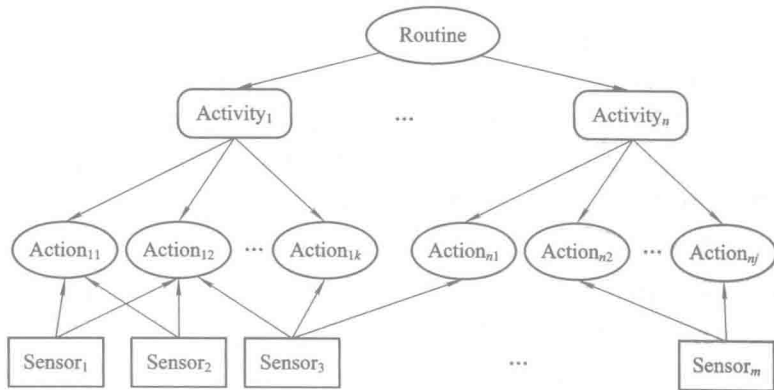 Routine
Activity₁ ... Activityₙ
Action₁₁ Action₁₂ ... Action₁ₖ Actionₙ₁ Actionₙ₂ ... Actionₙⱼ
Sensor₁ Sensor₂ Sensor₃ ... Sensorₘ